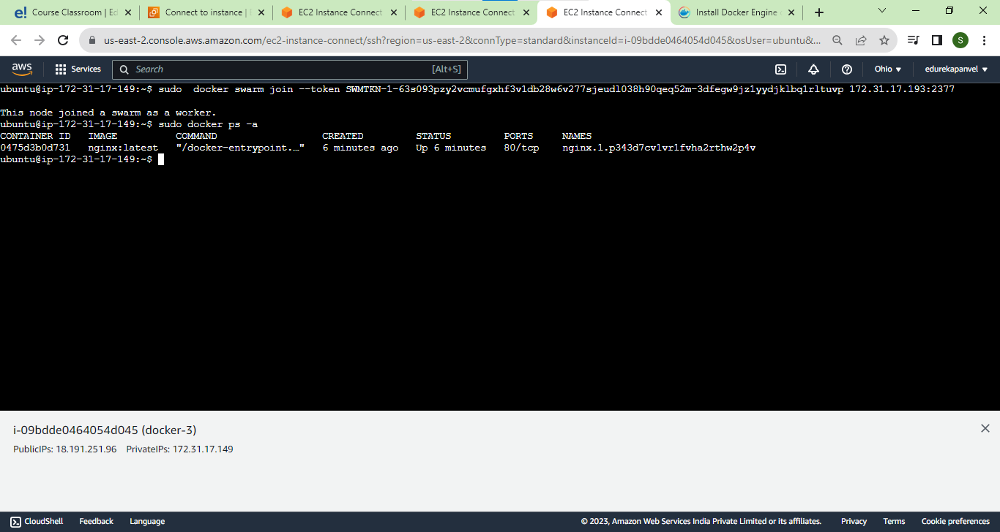 e! Course Classroom | Ed
Connect to instance |
EC2 Instance Connect
EC2 Instance Connect
EC2 Instance Connect
Install Docker Engine
us-east-2.console.aws.amazon.com/ec2-instance-connect/ssh?region=us-east-2&connType=standard&instanceId=i-09bdde0464054d045&osUser=ubuntu&...
S
aws
Services
Search
[Alt+S]
Ohio
edurekapanvel
ubuntu@ip-172-31-17-149:~$ sudo  docker swarm join --token SWMTKN-1-63s093pzy2vcmufgxhf3v1db28w6v277sjeudl038h90qeq52m-3dfegw9jz1yydjklbq1rltuvp 172.31.17.193:2377
This node joined a swarm as a worker.
ubuntu@ip-172-31-17-149:~$ sudo docker ps -a
CONTAINER ID   IMAGE          COMMAND                  CREATED         STATUS         PORTS     NAMES
0475d3b0d731   nginx:latest   "/docker-entrypoint.…"   6 minutes ago   Up 6 minutes   80/tcp    nginx.1.p343d7cv1vr1fvha2rthw2p4v
ubuntu@ip-172-31-17-149:~$
i-09bdde0464054d045 (docker-3)
PublicIPs: 18.191.251.96    PrivateIPs: 172.31.17.149
CloudShell
Feedback
Language
© 2023, Amazon Web Services India Private Limited or its affiliates.
Privacy
Terms
Cookie preferences